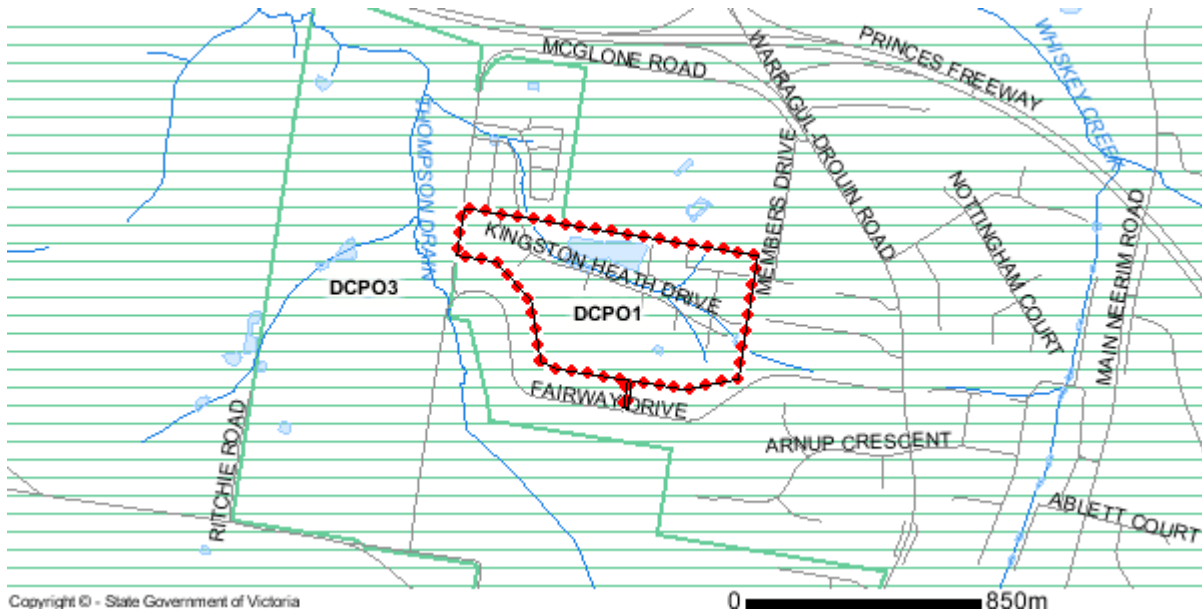 MCGLONE ROAD
PRINCES FREEWAY
WARRAGUL-DROUIN ROAD
WHISKEY CREEK
THOMPSON DRAIN
MEMBERS DRIVE
NOTTINGHAM COURT
MAIN NEERIM ROAD
KINGSTON HEATH DRIVE
DCPO3
DCPO1
FAIRWAY DRIVE
ARNUP CRESCENT
RITCHIE ROAD
ABLETT COURT
Copyright © - State Government of Victoria
0 850m